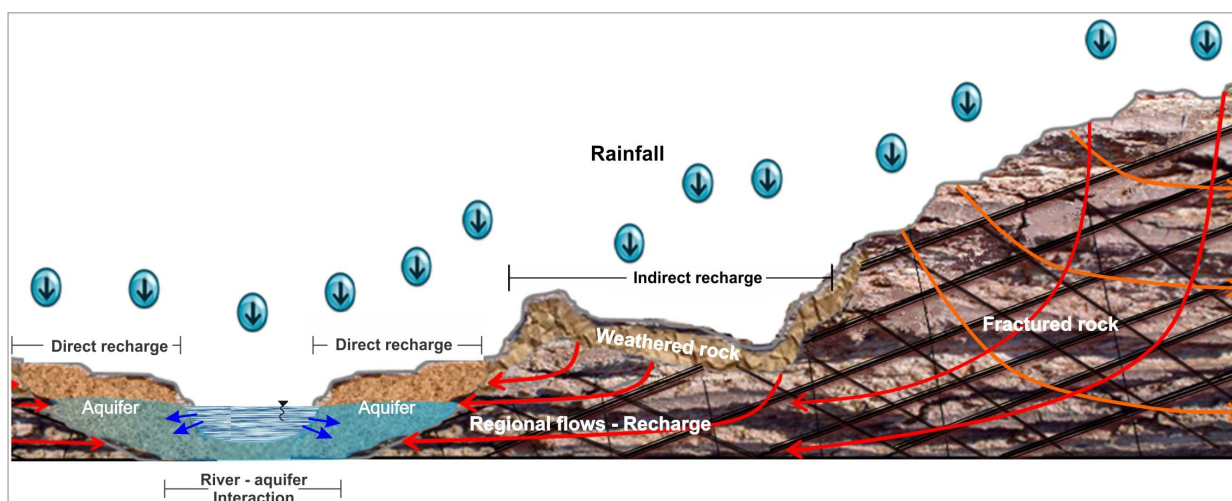 Rainfall
Indirect recharge
Direct recharge
Direct recharge
Weathered rock
Fractured rock
Aquifer
Aquifer
Regional flows - Recharge
River - aquifer
Interaction